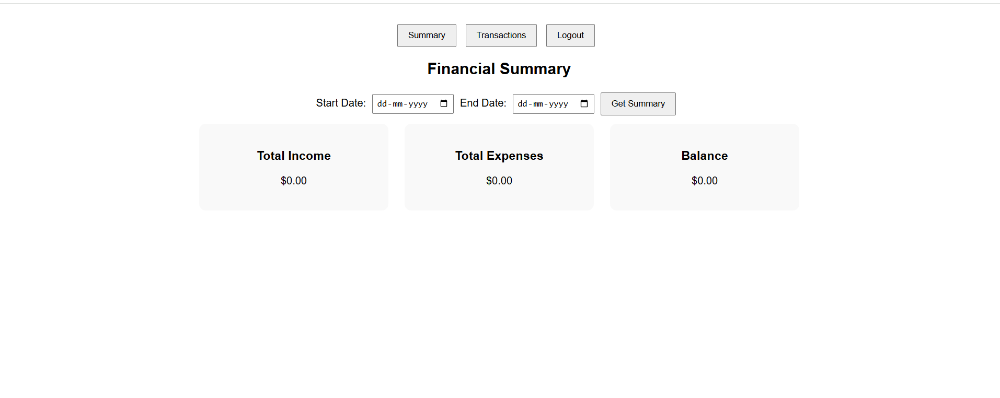 Summary Transactions Logout
Financial Summary
Start Date: dd-mm-yyyy End Date: dd-mm-yyyy Get Summary
Total Income Total Expenses Balance
$0.00 $0.00 $0.00